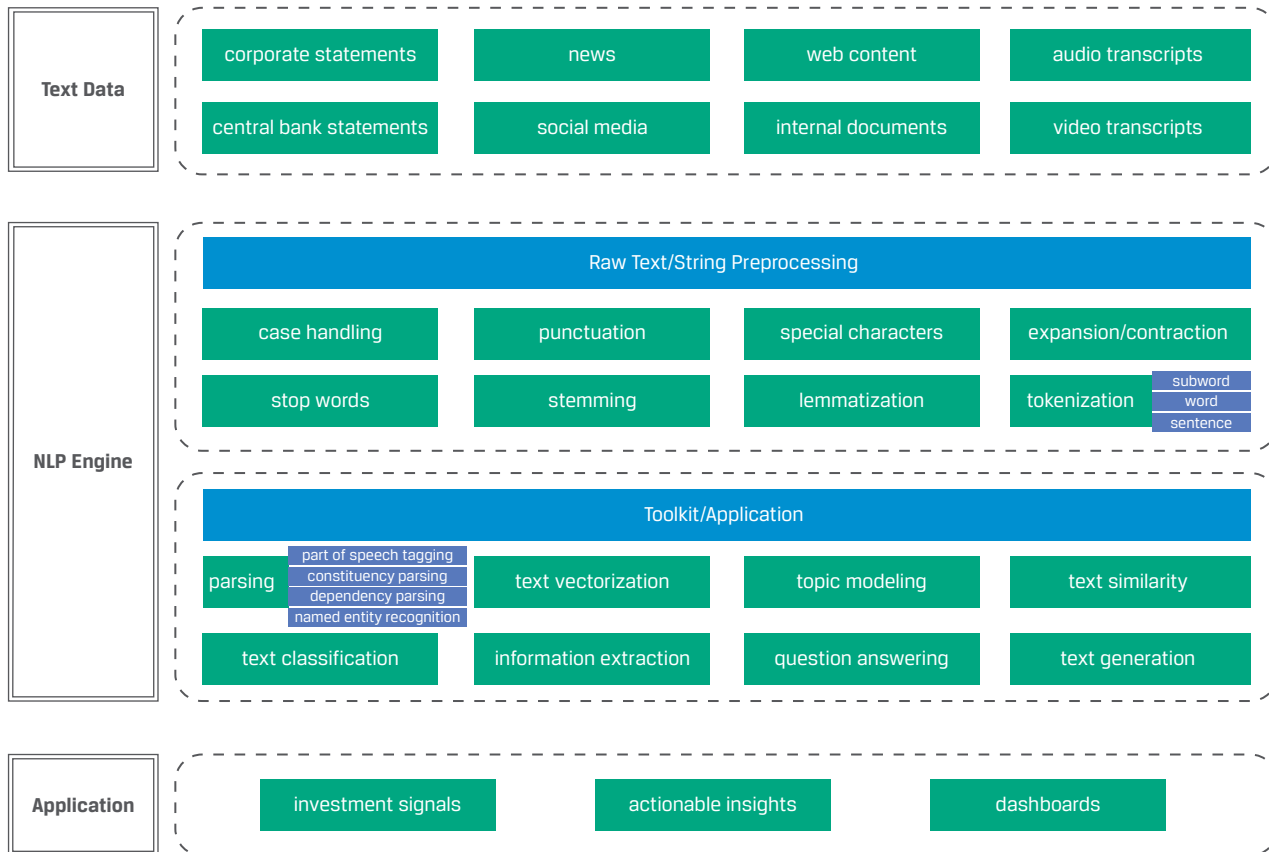 Text Data
corporate statements
news
web content
audio transcripts
central bank statements
social media
internal documents
video transcripts
NLP Engine
Raw Text/String Preprocessing
case handling
punctuation
special characters
expansion/contraction
stop words
stemming
lemmatization
tokenization
subword
word
sentence
Toolkit/Application
parsing
part of speech tagging
constituency parsing
dependency parsing
named entity recognition
text vectorization
topic modeling
text similarity
text classification
information extraction
question answering
text generation
Application
investment signals
actionable insights
dashboards